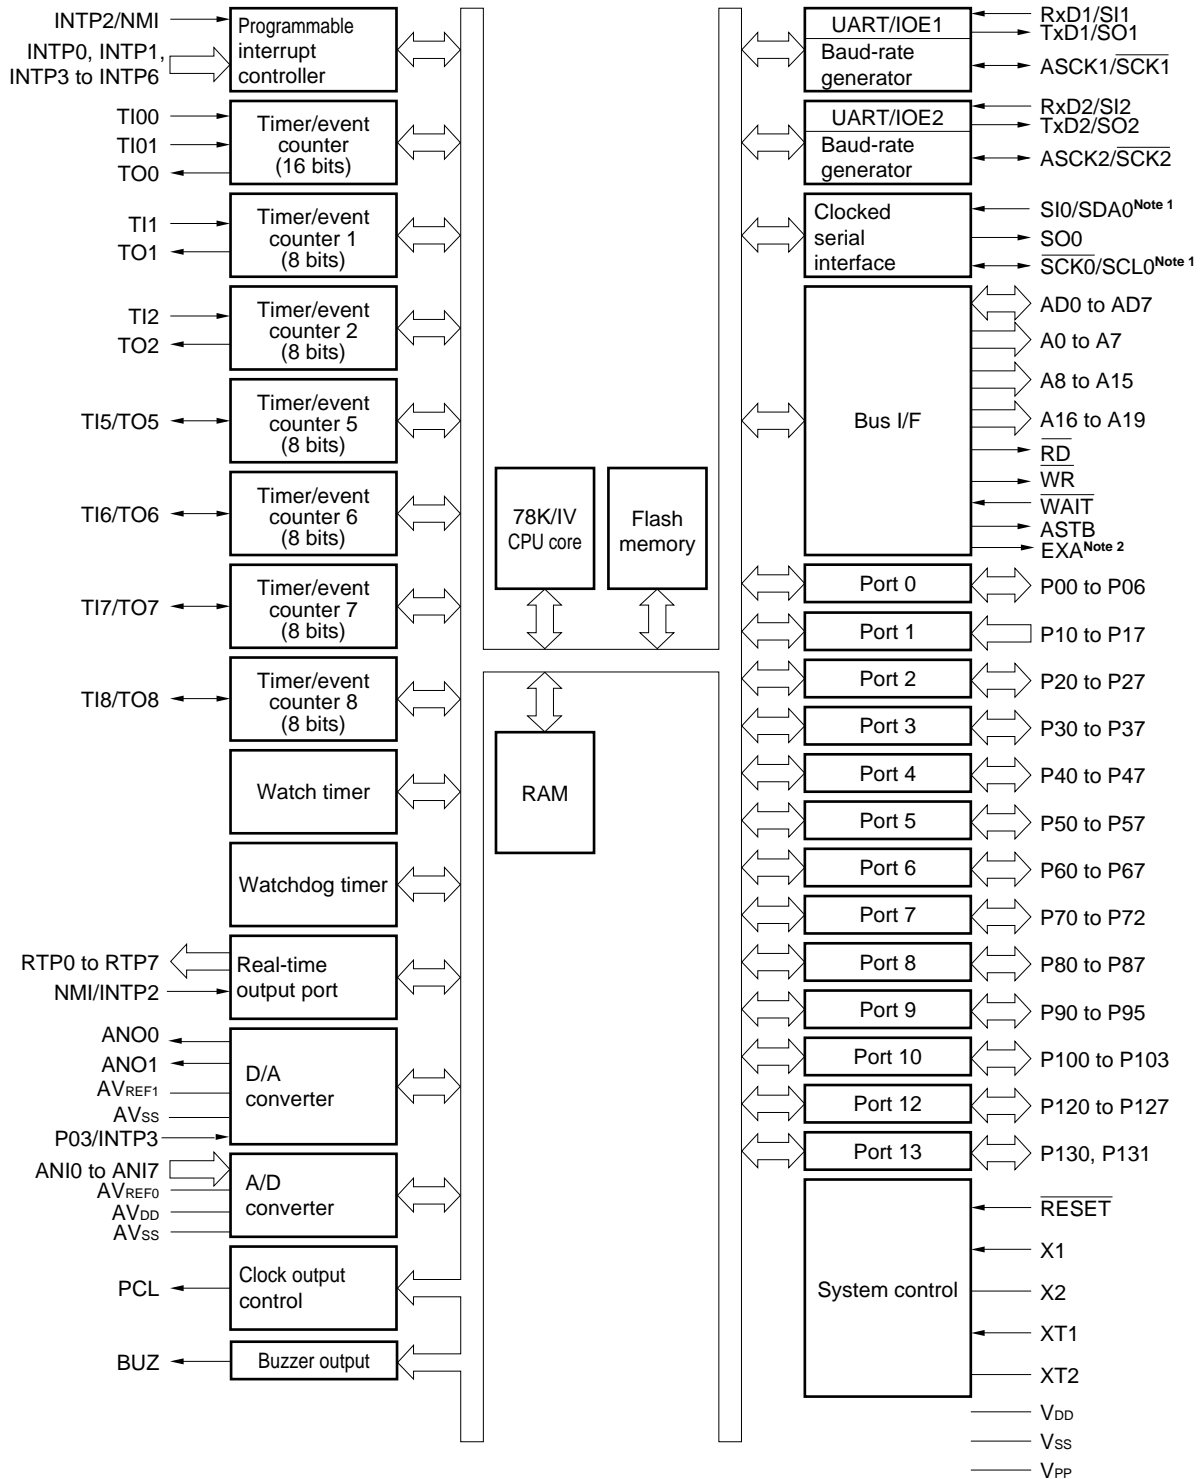 INTP2/NMI
INTP0, INTP1,
INTP3 to INTP6
Programmable
interrupt
controller
TI00
TI01
TO0
Timer/event
counter
(16 bits)
TI1
TO1
Timer/event
counter 1
(8 bits)
TI2
TO2
Timer/event
counter 2
(8 bits)
TI5/TO5
Timer/event
counter 5
(8 bits)
TI6/TO6
Timer/event
counter 6
(8 bits)
TI7/TO7
Timer/event
counter 7
(8 bits)
TI8/TO8
Timer/event
counter 8
(8 bits)
Watch timer
Watchdog timer
RTP0 to RTP7
NMI/INTP2
Real-time
output port
ANO0
ANO1
AVREF1
AVSS
P03/INTP3
D/A
converter
ANI0 to ANI7
AVREF0
AVDD
AVSS
A/D
converter
PCL
Clock output
control
BUZ
Buzzer output
78K/IV
CPU core
Flash
memory
RAM
UART/IOE1
Baud-rate
generator
RxD1/SI1
TxD1/SO1
ASCK1/SCK1
UART/IOE2
Baud-rate
generator
RxD2/SI2
TxD2/SO2
ASCK2/SCK2
Clocked
serial
interface
SI0/SDA0Note 1
SO0
SCK0/SCL0Note 1
Bus I/F
AD0 to AD7
A0 to A7
A8 to A15
A16 to A19
RD
WR
WAIT
ASTB
EXANote 2
Port 0
P00 to P06
Port 1
P10 to P17
Port 2
P20 to P27
Port 3
P30 to P37
Port 4
P40 to P47
Port 5
P50 to P57
Port 6
P60 to P67
Port 7
P70 to P72
Port 8
P80 to P87
Port 9
P90 to P95
Port 10
P100 to P103
Port 12
P120 to P127
Port 13
P130, P131
System control
RESET
X1
X2
XT1
XT2
VDD
VSS
VPP